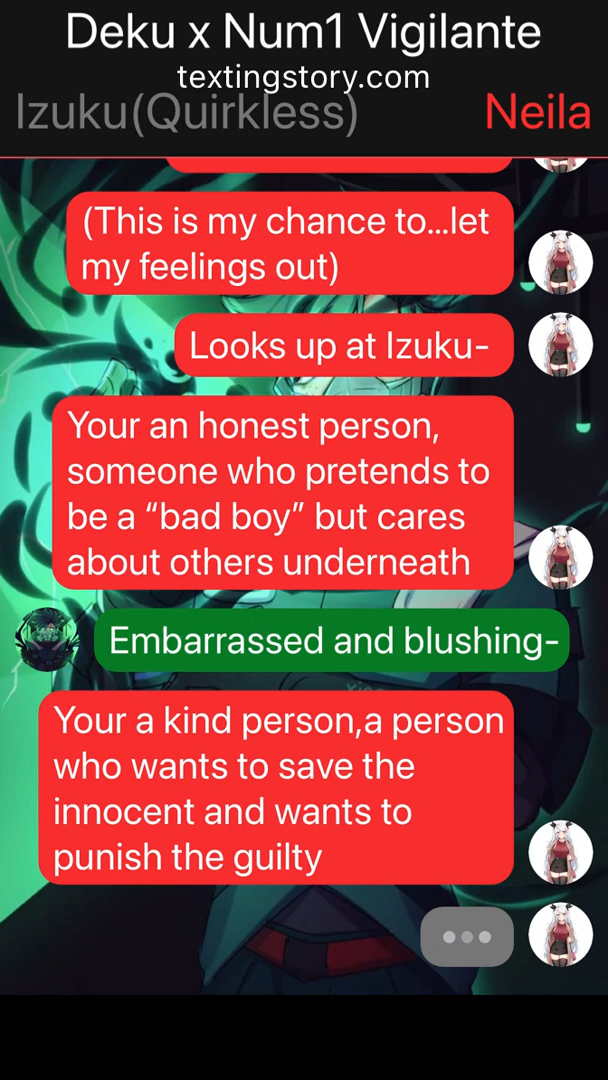 Deku x Num1 Vigilante
textingstory.com
Izuku(Quirkless) Neila
(This is my chance to...let
my feelings out)
Looks up at Izuku-
Your an honest person,
someone who pretends to
be a “bad boy” but cares
about others underneath
Embarrassed and blushing-
Your a kind person,a person
who wants to save the
innocent and wants to
punish the guilty